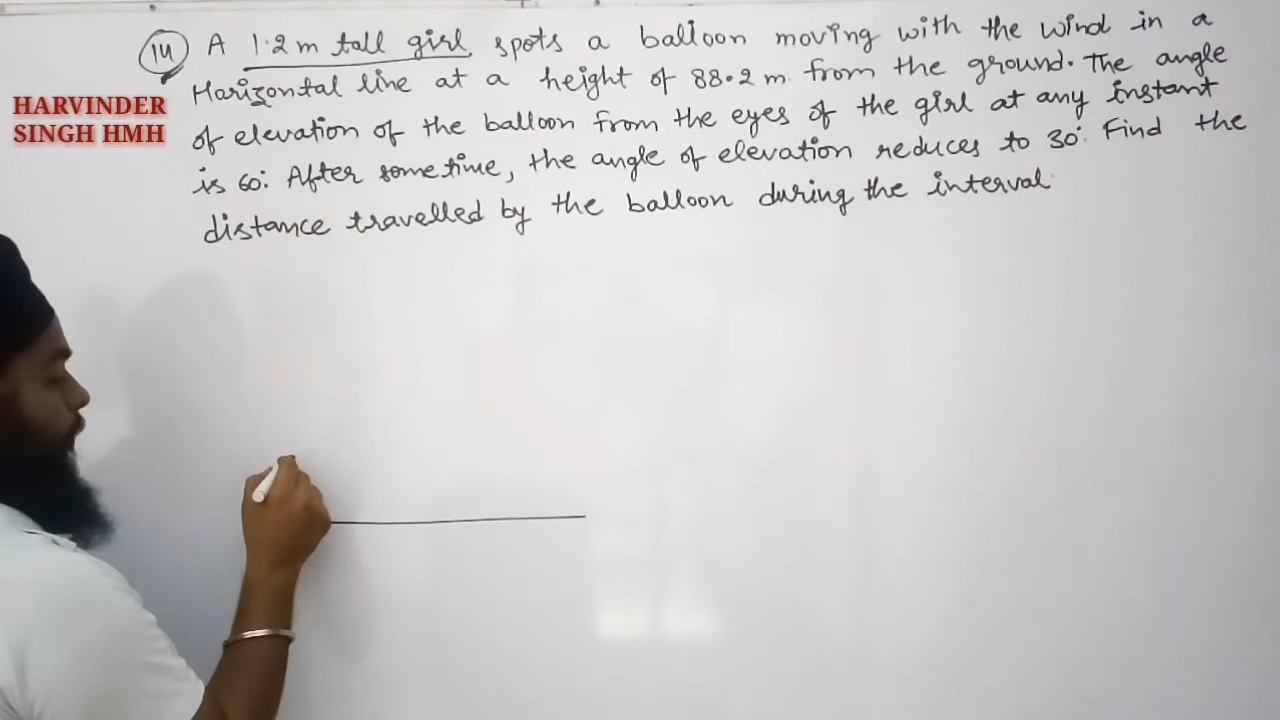 (14) A 1.2 m tall girl spots a balloon moving with the wind in a
Horizontal line at a height of 88.2 m from the ground. The angle
of elevation of the balloon from the eyes of the girl at any instant
is 60°. After some time, the angle of elevation reduces to 30°. Find the
distance travelled by the balloon during the interval.
HARVINDER
SINGH HMH